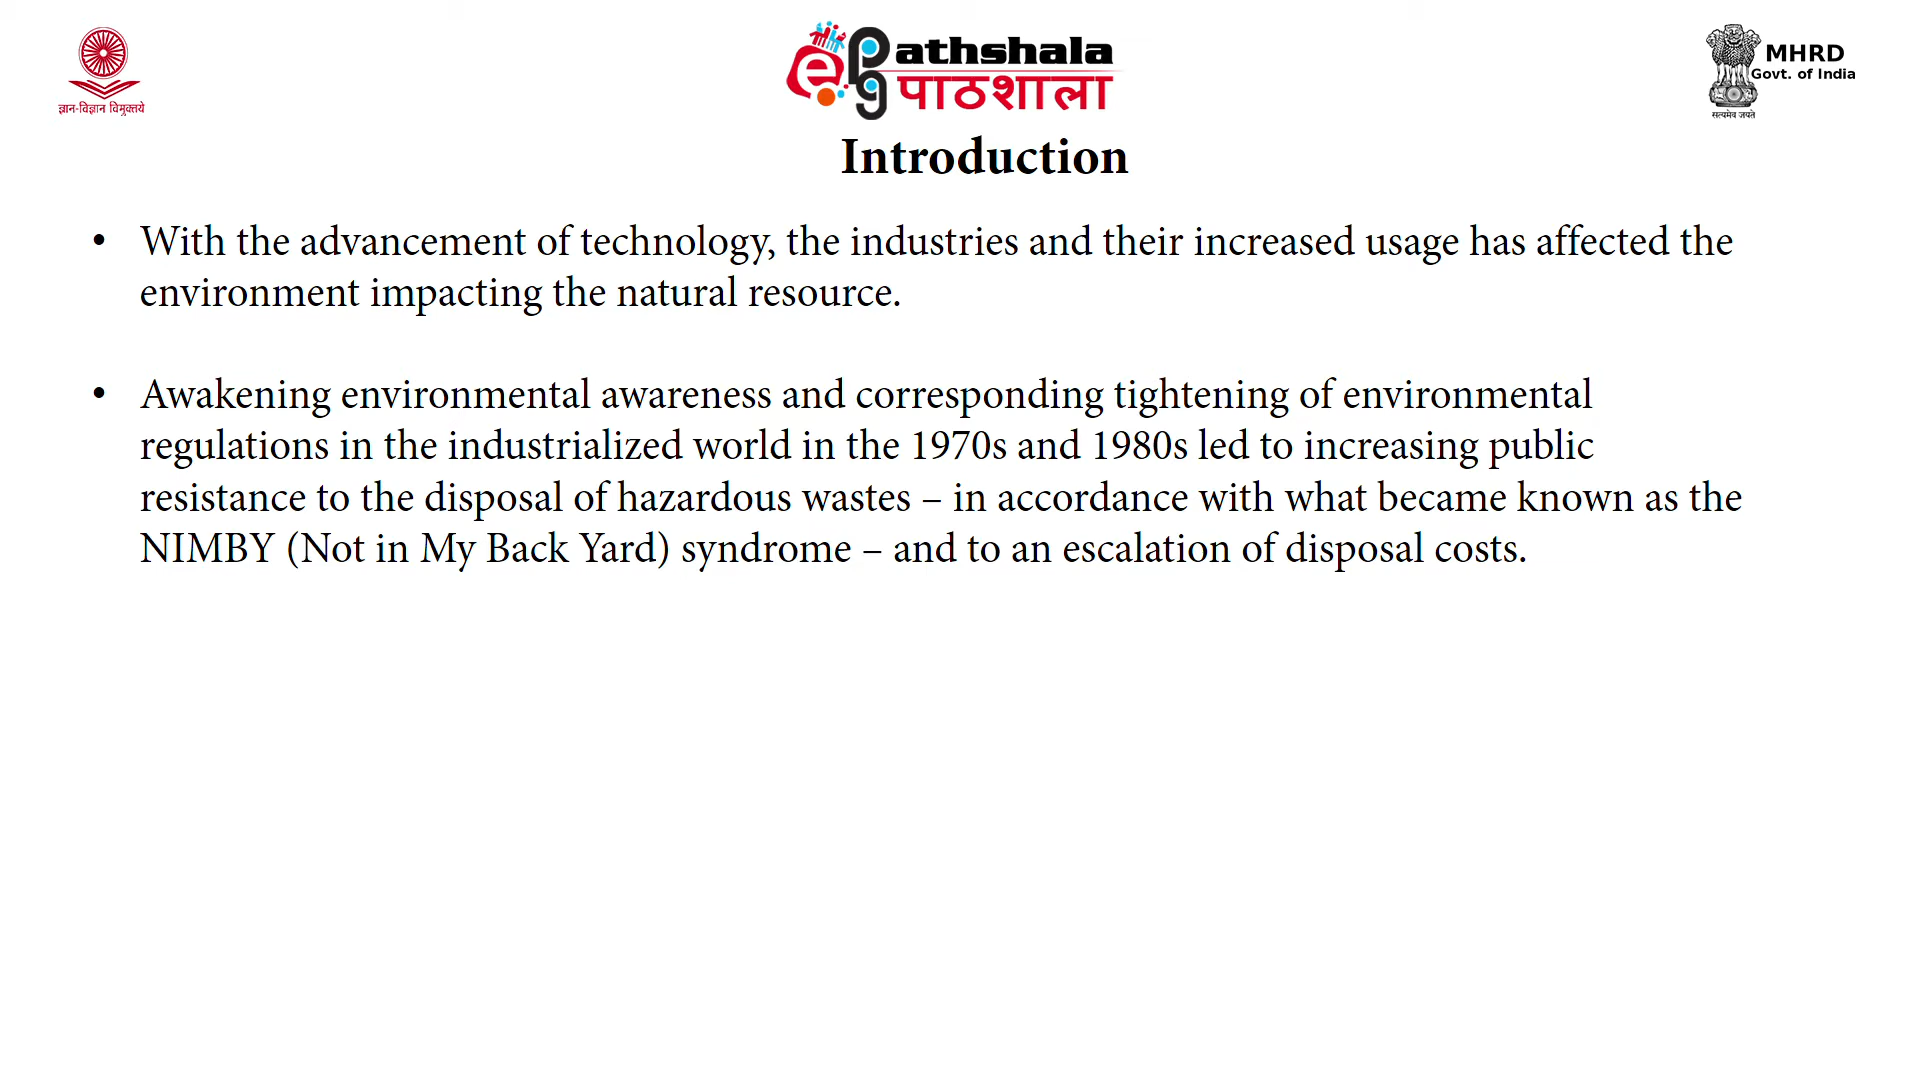 ज्ञान-विज्ञान विमुक्तये
ePG Pathshala
पाठशाला
MHRD
Govt. of India
सत्यमेव जयते
Introduction
• With the advancement of technology, the industries and their increased usage has affected the
environment impacting the natural resource.
• Awakening environmental awareness and corresponding tightening of environmental
regulations in the industrialized world in the 1970s and 1980s led to increasing public
resistance to the disposal of hazardous wastes – in accordance with what became known as the
NIMBY (Not in My Back Yard) syndrome – and to an escalation of disposal costs.